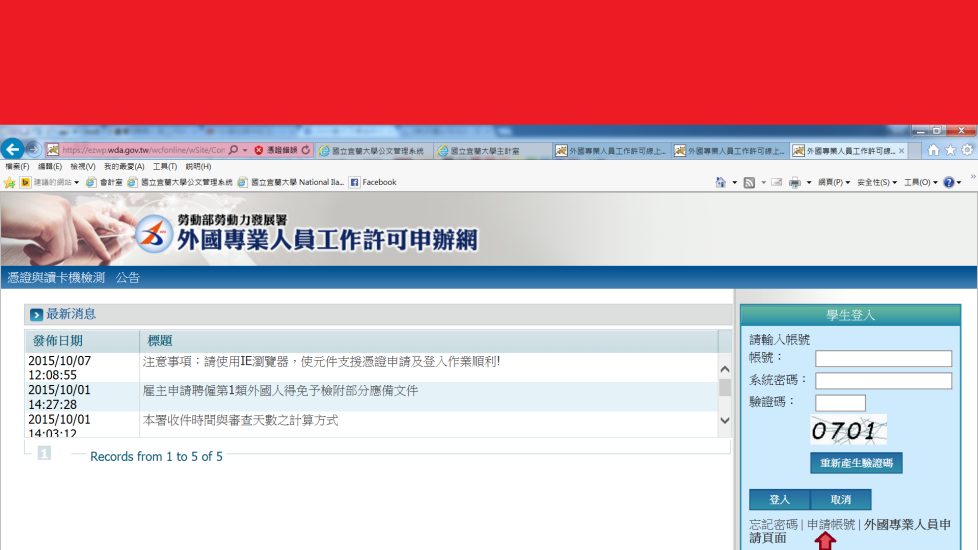 https://ezwp.wda.gov.tw/wcfonline/wSite/Con
憑證錯誤
國立宜蘭大學公文管理系統
國立宜蘭大學主計室
外國專業人員工作許可線上...
外國專業人員工作許可線上...
外國專業人員工作許可線...
檔案(F) 編輯(E) 檢視(V) 我的最愛(A) 工具(T) 說明(H)
建議的網站 會計室 國立宜蘭大學公文管理系統 國立宜蘭大學 National Ila... Facebook
網頁(P) 安全性(S) 工具(O)
勞動部勞動力發展署
外國專業人員工作許可申辦網
憑證與讀卡機檢測 公告
最新消息
發佈日期 標題
2015/10/07 12:08:55 注意事項：請使用IE瀏覽器，使元件支援憑證申請及登入作業順利!
2015/10/01 14:27:28 雇主申請聘僱第1類外國人得免予檢附部分應備文件
2015/10/01 14:03:12 本署收件時間與審查天數之計算方式
1 Records from 1 to 5 of 5
學生登入
請輸入帳號
帳號：
系統密碼：
驗證碼：
0701
重新產生驗證碼
登入 取消
忘記密碼|申請帳號|外國專業人員申
請頁面